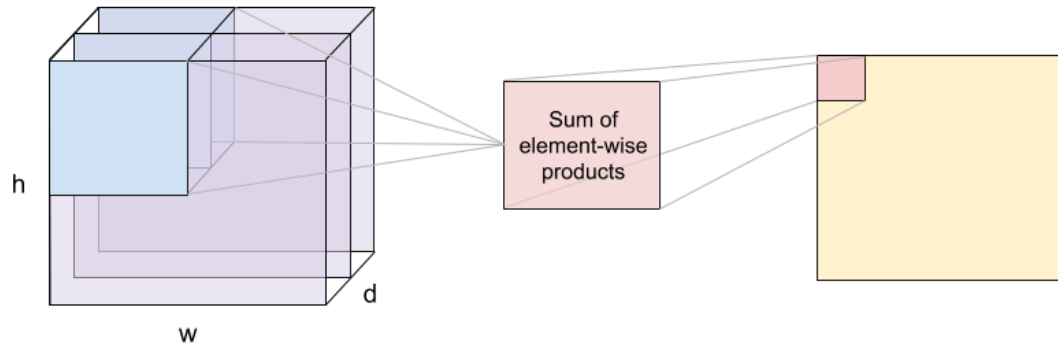 h
w
d
Sum of
element-wise
products